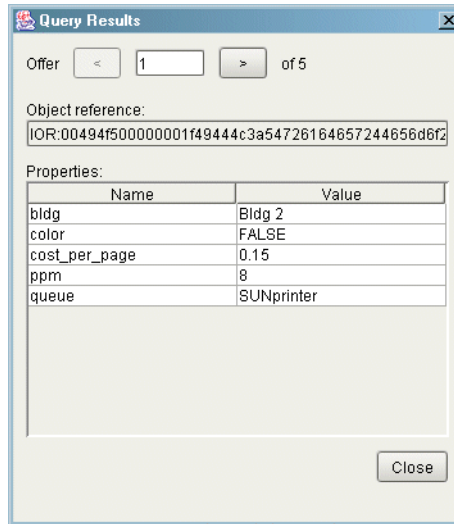 Query Results
Offer < 1 > of 5
Object reference:
IOR:00494f500000001f49444c3a54726164657244656d6f2
Properties:
Name Value
bldg Bldg 2
color FALSE
cost_per_page 0.15
ppm 8
queue SUNprinter
Close